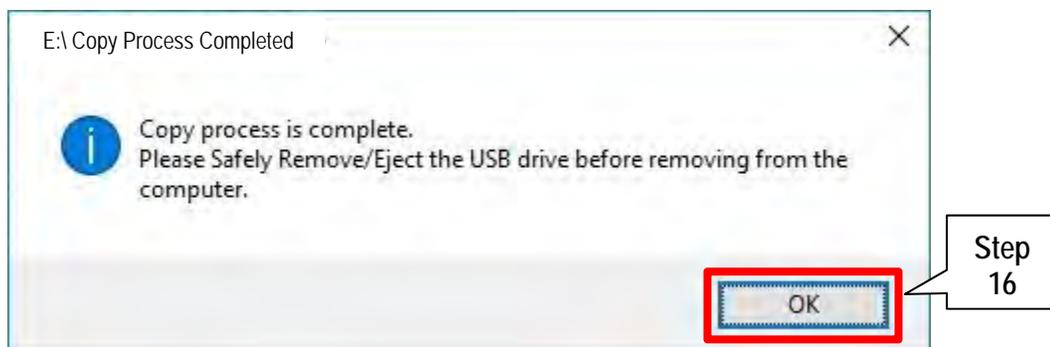 E:\ Copy Process Completed
Copy process is complete.
Please Safely Remove/Eject the USB drive before removing from the
computer.
Step
16
OK